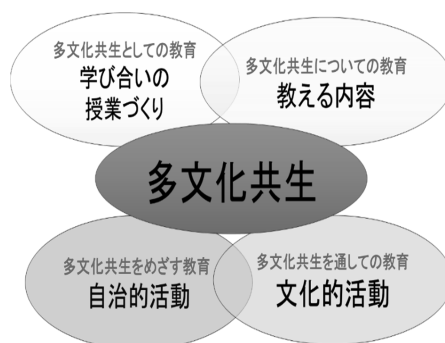 多文化共生としての教育
学び合いの
授業づくり
多文化共生についての教育
教える内容
多文化共生
多文化共生をめざす教育
自治的活動
多文化共生を通しての教育
文化的活動